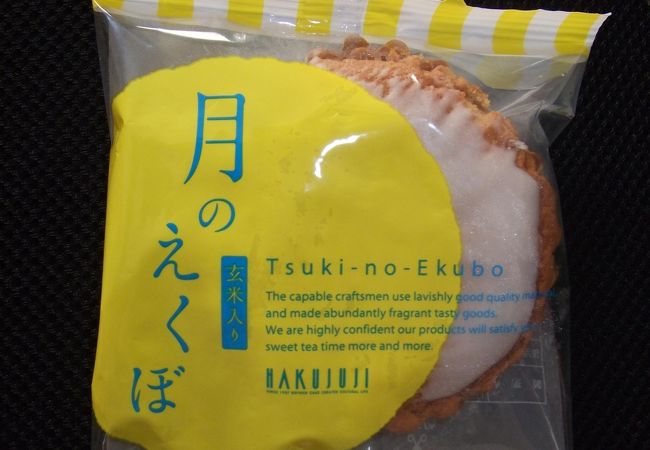 月のえくぼ
玄米入り
Tsuki-no-Ekubo
The capable craftsmen use lavishly good quality
and made abundantly fragrant tasty goods.
We are highly confident our products will satisfy
sweet tea time more and more.
HAKUJUJI